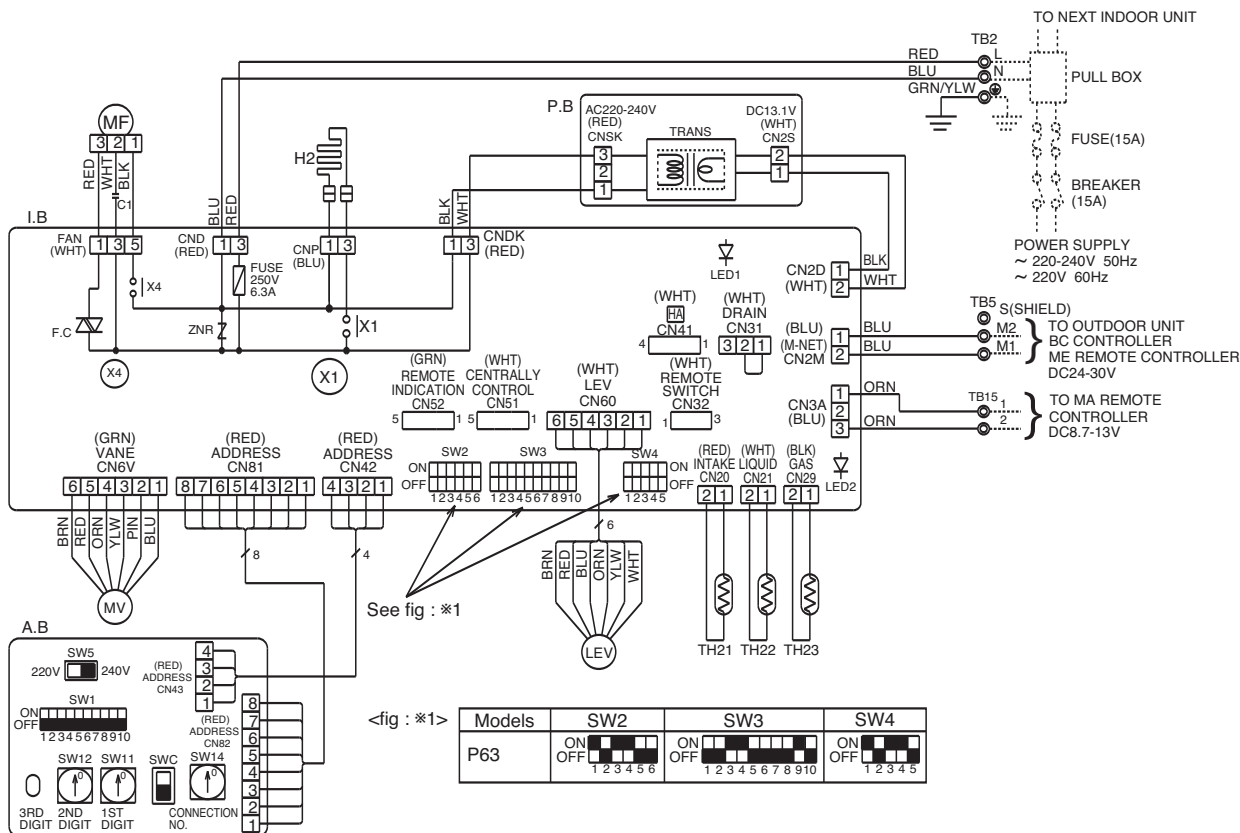 TO NEXT INDOOR UNIT
TB2
RED
L
BLU
N
GRN/YLW
PULL BOX
FUSE(15A)
BREAKER
(15A)
POWER SUPPLY
~ 220-240V 50Hz
~ 220V 60Hz
P.B
AC220-240V
(RED)
CNSK
TRANS
DC13.1V
(WHT)
CN2S
3
2
1
2
1
MF
3 2 1
RED
WHT
BLK
C1
H2
BLU
RED
BLK
WHT
I.B
FAN
(WHT)
1 3 5
CND
(RED)
1 3
CNP
(BLU)
1 3
1 3
CNDK
(RED)
FUSE
250V
6.3A
X4
F.C
ZNR
X1
X4
X1
LED1
CN2D
(WHT)
1
2
BLK
WHT
(WHT)
HA
CN41
4 1
(WHT)
DRAIN
CN31
3 2 1
(BLU)
(M-NET)
CN2M
1
2
BLU
BLU
TB5
S(SHIELD)
M2
M1
TO OUTDOOR UNIT
BC CONTROLLER
ME REMOTE CONTROLLER
DC24-30V
(GRN)
REMOTE
INDICATION
CN52
5 1
(WHT)
CENTRALLY
CONTROL
CN51
5 1
(WHT)
LEV
CN60
6 5 4 3 2 1
(WHT)
REMOTE
SWITCH
CN32
1 3
CN3A
(BLU)
1
2
3
ORN
ORN
TB15
1
2
TO MA REMOTE
CONTROLLER
DC8.7-13V
(GRN)
VANE
CN6V
6 5 4 3 2 1
(RED)
ADDRESS
CN81
8 7 6 5 4 3 2 1
(RED)
ADDRESS
CN42
4 3 2 1
SW2
ON
OFF
1 2 3 4 5 6
SW3
1 2 3 4 5 6 7 8 9 10
SW4
ON
OFF
1 2 3 4 5
(RED)
INTAKE
CN20
2 1
(WHT)
LIQUID
CN21
2 1
(BLK)
GAS
CN29
2 1
LED2
BRN
RED
ORN
YLW
PIN
BLU
MV
8
4
See fig : ※1
6
BRN
RED
BLU
ORN
YLW
WHT
LEV
TH21
TH22
TH23
A.B
SW5
220V
240V
(RED)
ADDRESS
CN43
4
3
2
1
SW1
ON
OFF
1 2 3 4 5 6 7 8 9 10
(RED)
ADDRESS
CN82
8
7
6
5
4
3
2
1
SW12
SW11
SWC
SW14
0
0
0
3RD
DIGIT
2ND
DIGIT
1ST
DIGIT
CONNECTION
NO.
<fig : ※1>
Models SW2 SW3 SW4
P63
ON
OFF
1 2 3 4 5 6
ON
OFF
1 2 3 4 5 6 7 8 9 10
ON
OFF
1 2 3 4 5